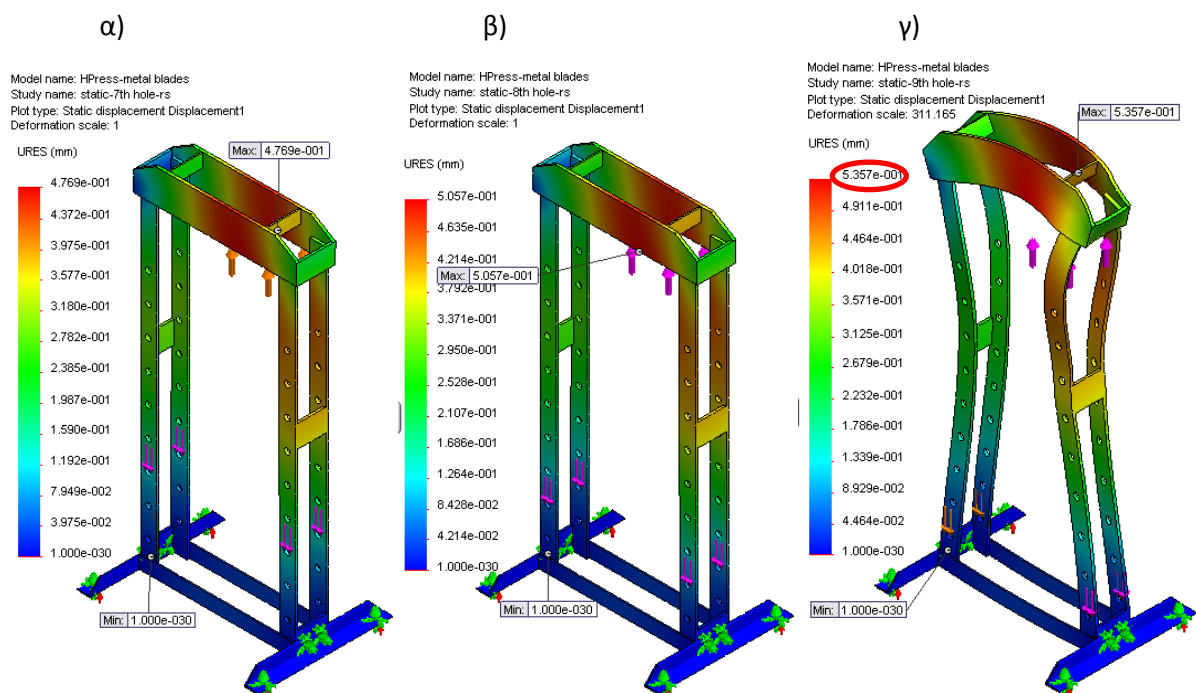 α)
Model name: HPress-metal blades
Study name: static-7th hole-rs
Plot type: Static displacement Displacement1
Deformation scale: 1
URES (mm)
Max: 4.769e-001
4.769e-001
4.372e-001
3.975e-001
3.577e-001
3.180e-001
2.782e-001
2.385e-001
1.987e-001
1.590e-001
1.192e-001
7.949e-002
3.975e-002
1.000e-030
Min: 1.000e-030
β)
Model name: HPress-metal blades
Study name: static-8th hole-rs
Plot type: Static displacement Displacement1
Deformation scale: 1
URES (mm)
5.057e-001
4.635e-001
4.214e-001
Max: 5.057e-001
3.792e-001
3.371e-001
2.950e-001
2.528e-001
2.107e-001
1.686e-001
1.264e-001
8.428e-002
4.214e-002
1.000e-030
Min: 1.000e-030
γ)
Model name: HPress-metal blades
Study name: static-9th hole-rs
Plot type: Static displacement Displacement1
Deformation scale: 311.165
Max: 5.357e-001
URES (mm)
5.357e-001
4.911e-001
4.464e-001
4.018e-001
3.571e-001
3.125e-001
2.679e-001
2.232e-001
1.786e-001
1.339e-001
8.929e-002
4.464e-002
1.000e-030
Min: 1.000e-030